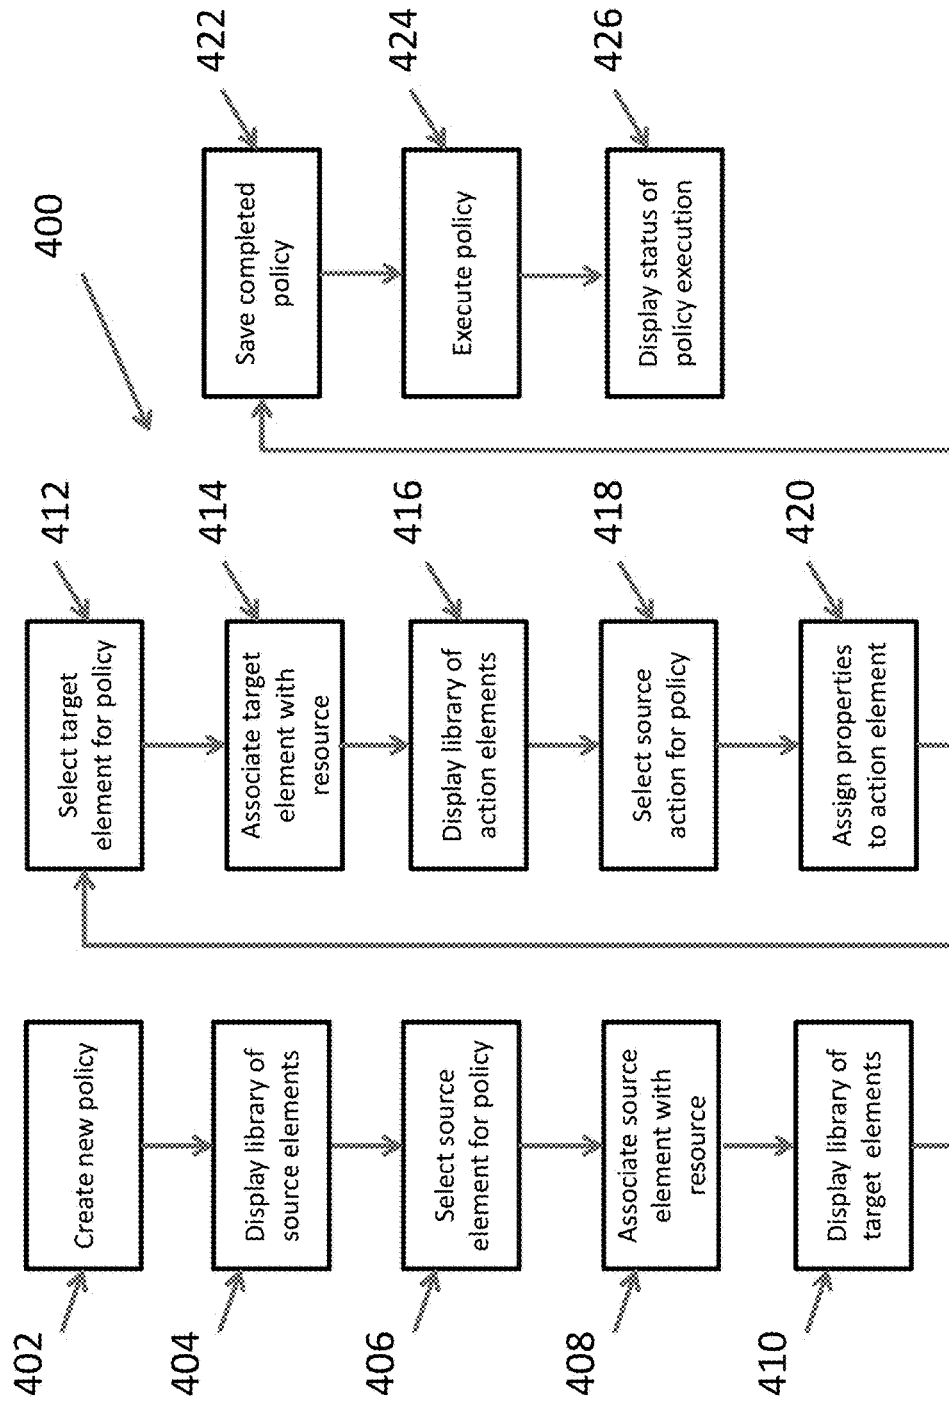 400
402
Create new policy
404
Display library of
source elements
406
Select source
element for policy
408
Associate source
element with
resource
410
Display library of
target elements
412
Select target
element for policy
414
Associate target
element with
resource
416
Display library of
action elements
418
Select source
action for policy
420
Assign properties
to action element
422
Save completed
policy
424
Execute policy
426
Display status of
policy execution